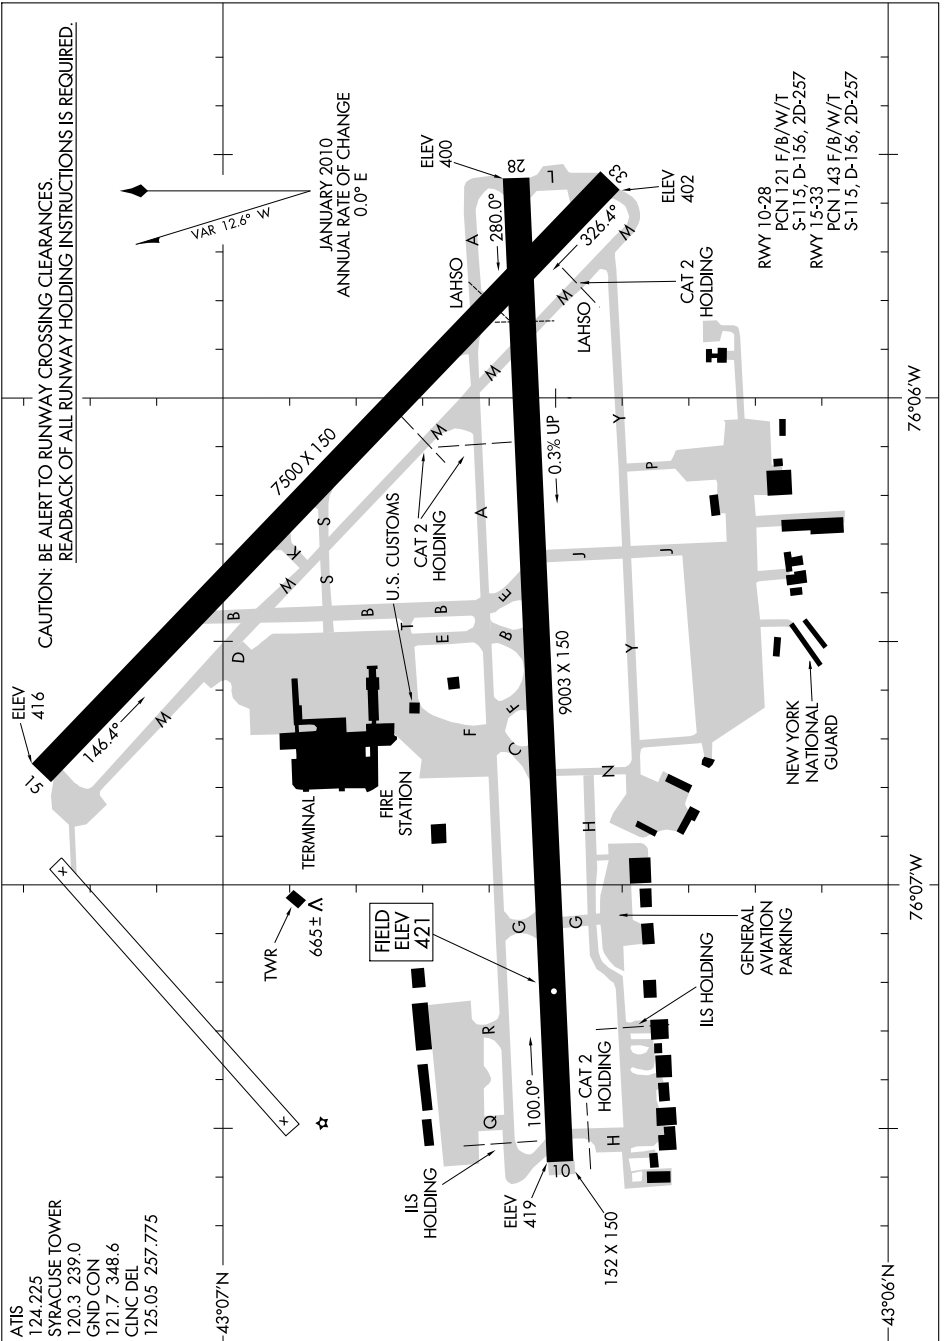 CAUTION: BE ALERT TO RUNWAY CROSSING CLEARANCES.
READBACK OF ALL RUNWAY HOLDING INSTRUCTIONS IS REQUIRED.
ATIS
124.225
SYRACUSE TOWER
120.3 239.0
GND CON
121.7 348.6
CLNC DEL
125.05 257.775
VAR 12.6° W
JANUARY 2010
ANNUAL RATE OF CHANGE
0.0° E
ELEV
416
15
146.4°
M
D
B
7500 X 150
K
M
S
S
B
T
B
E
E
B
U.S. CUSTOMS
CAT 2
HOLDING
M
M
A
A
LAHSO
ELEV
400
28
280.0°
L
33
ELEV
402
326.4°
M
M
LAHSO
CAT 2
HOLDING
X
X
TWR
665±
TERMINAL
FIRE
STATION
F
F
C
FIELD
ELEV
421
G
G
R
Q
ILS
HOLDING
100.0°
10
ELEV
419
152 X 150
CAT 2
HOLDING
H
H
N
9003 X 150
0.3% UP
J
J
Y
Y
P
ILS HOLDING
GENERAL
AVIATION
PARKING
NEW YORK
NATIONAL
GUARD
RWY 10-28
PCN 121 F/B/W/T
S-115, D-156, 2D-257
RWY 15-33
PCN 143 F/B/W/T
S-115, D-156, 2D-257
43°07'N
43°06'N
76°07'W
76°06'W